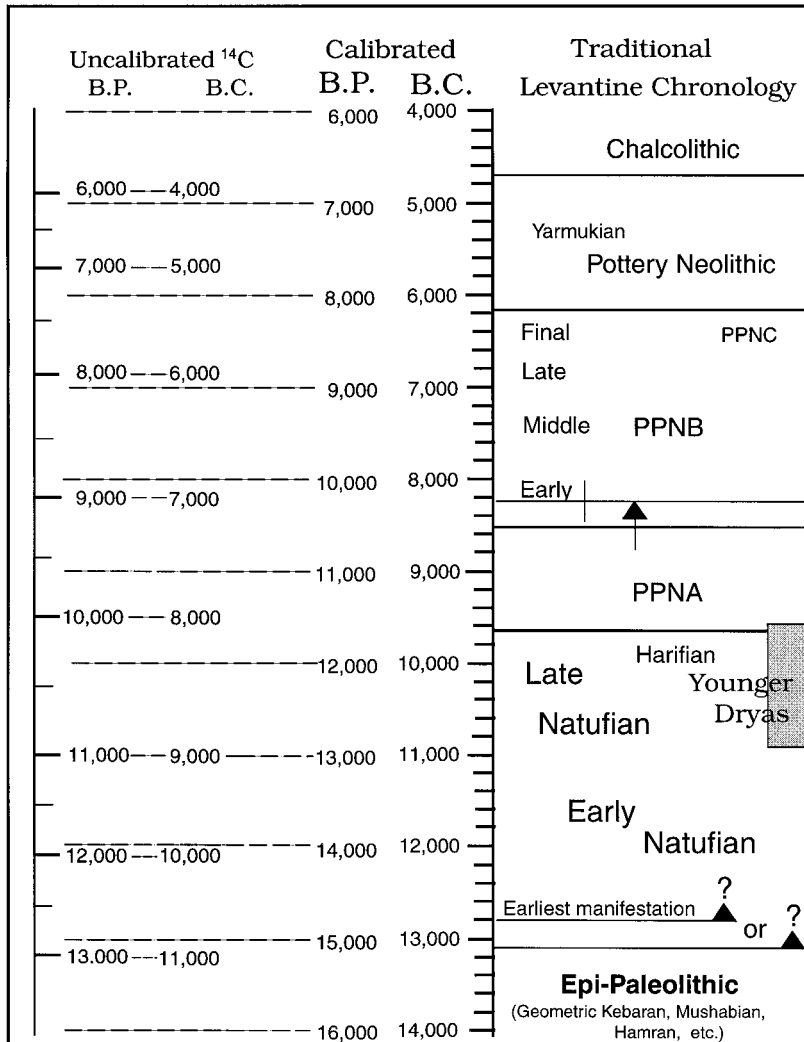 Uncalibrated ¹⁴C
B.P. B.C.
Calibrated
B.P. B.C.
Traditional
Levantine Chronology
6,000 4,000
Chalcolithic
6,000 4,000
7,000 5,000
Yarmukian
Pottery Neolithic
7,000 5,000
8,000 6,000
Final PPNC
Late
8,000 6,000
9,000 7,000
Middle PPNB
10,000 8,000
Early
9,000 7,000
11,000 9,000
PPNA
10,000 8,000
12,000 10,000
Harifian
Late
Younger
Dryas
Natufian
11,000 9,000 13,000 11,000
Early
Natufian
14,000 12,000
12,000 10,000
?
Earliest manifestation
or
?
15,000 13,000
13.000 11,000
Epi-Paleolithic
(Geometric Kebaran, Mushabian,
Hamran, etc.)
16,000 14,000